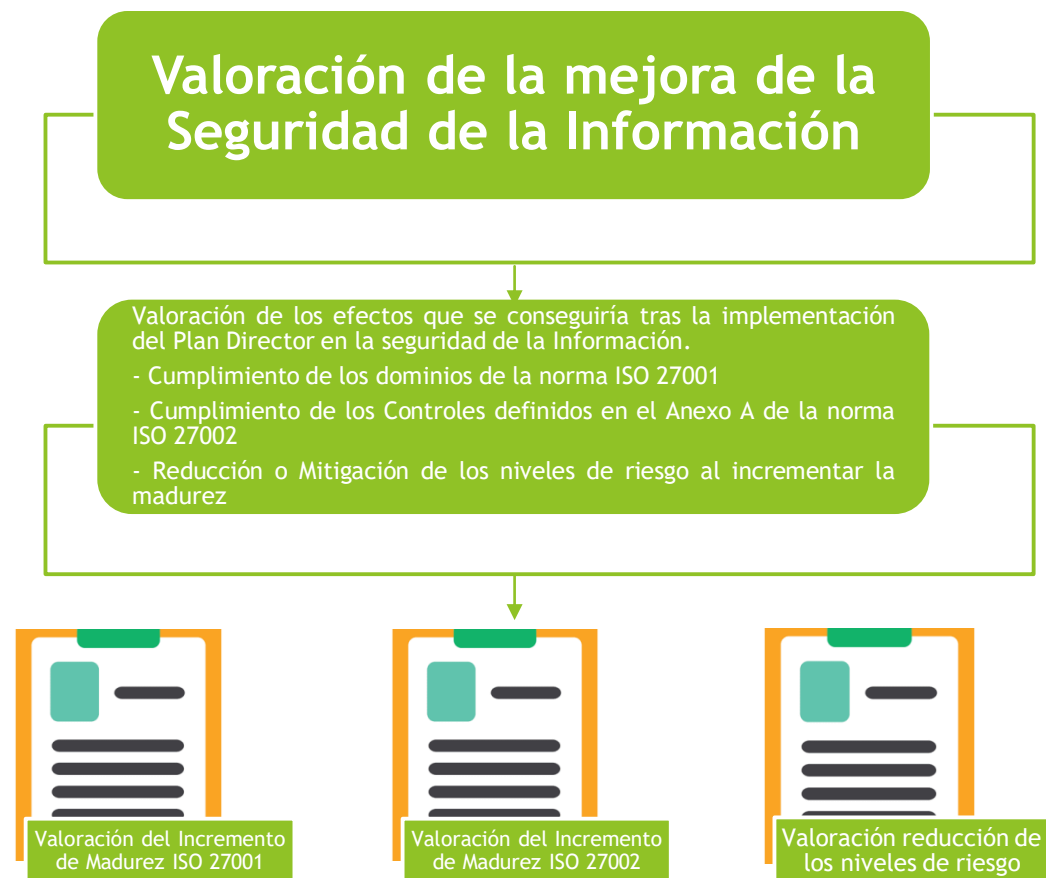 Valoración de la mejora de la
Seguridad de la Información
Valoración de los efectos que se conseguiría tras la implementación
del Plan Director en la seguridad de la Información.
- Cumplimiento de los dominios de la norma ISO 27001
- Cumplimiento de los Controles definidos en el Anexo A de la norma
ISO 27002
- Reducción o Mitigación de los niveles de riesgo al incrementar la
madurez
Valoración del Incremento
de Madurez ISO 27001
Valoración del Incremento
de Madurez ISO 27002
Valoración reducción de
los niveles de riesgo